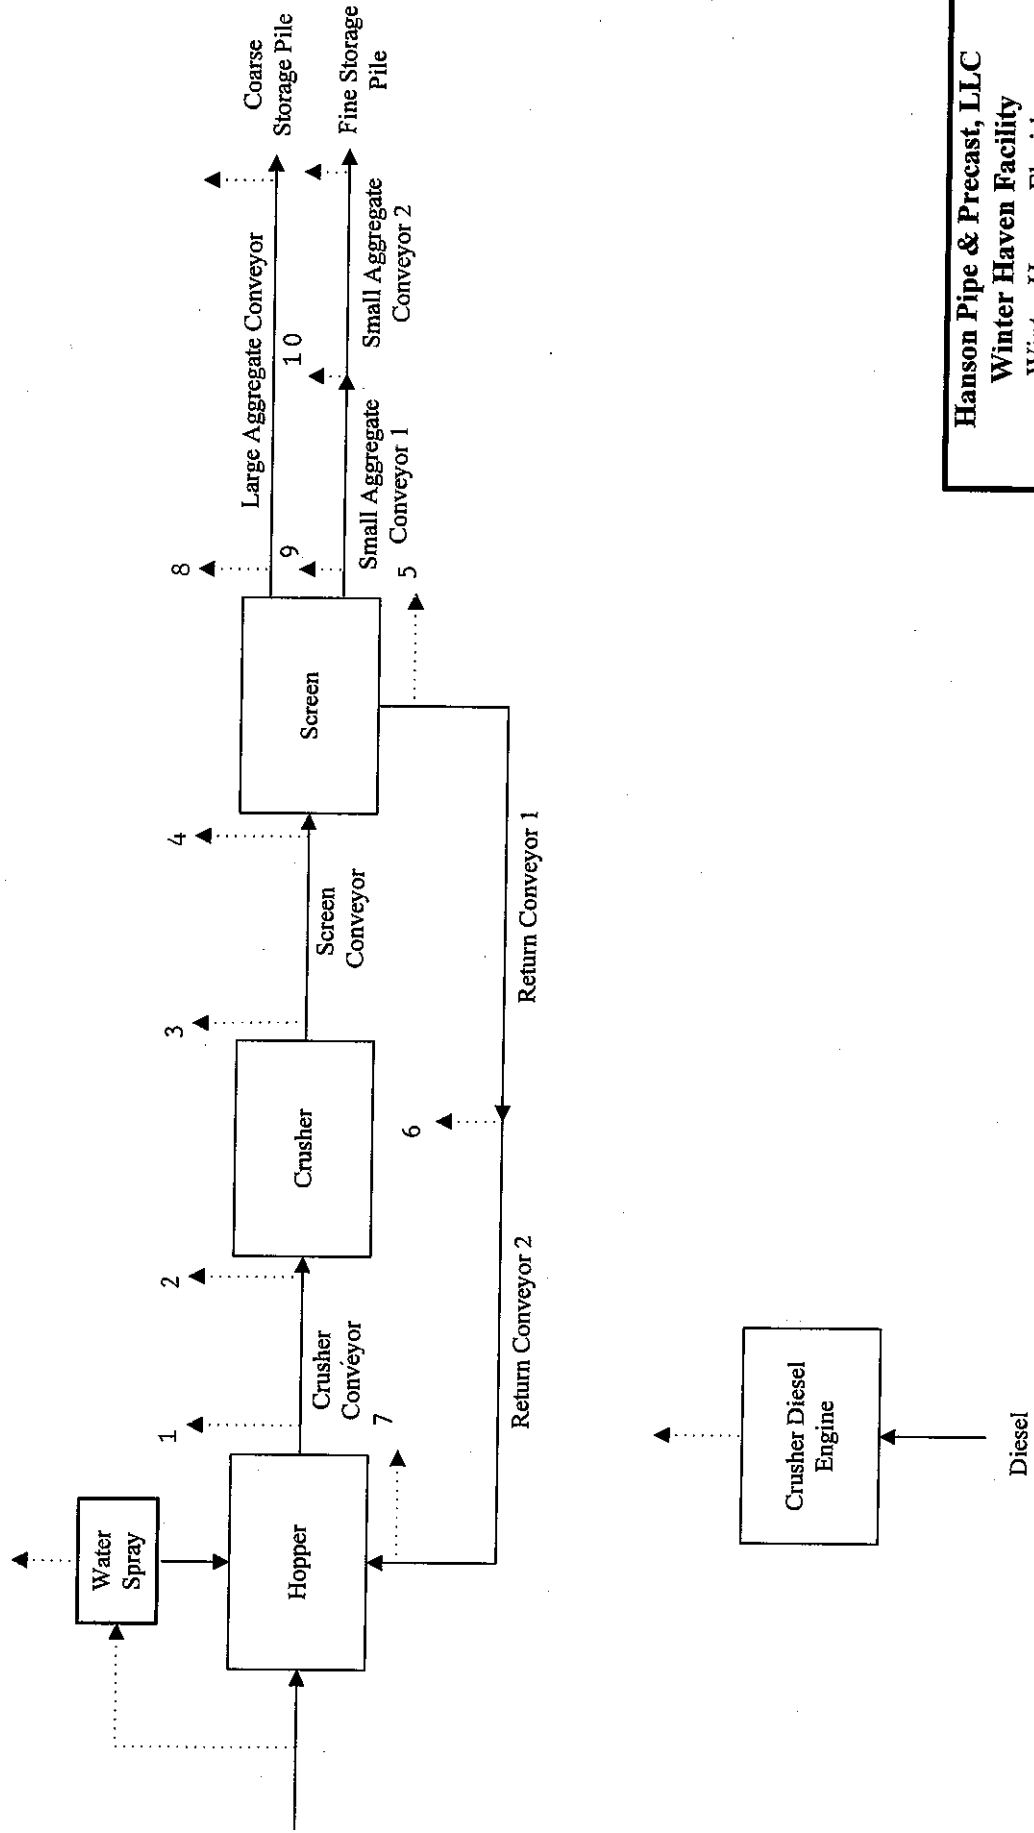 Water
Spray
Hopper
1
Crusher
Conveyor
7
2
Crusher
3
Screen
Conveyor
4
Screen
8
9
5
Large Aggregate Conveyor
10
Small Aggregate
Conveyor 1
Small Aggregate
Conveyor 2
Coarse
Storage Pile
Fine Storage
Pile
6
Return Conveyor 2
Return Conveyor 1
Crusher Diesel
Engine
Diesel
Hanson Pipe & Precast, LLC
Winter Haven Facility